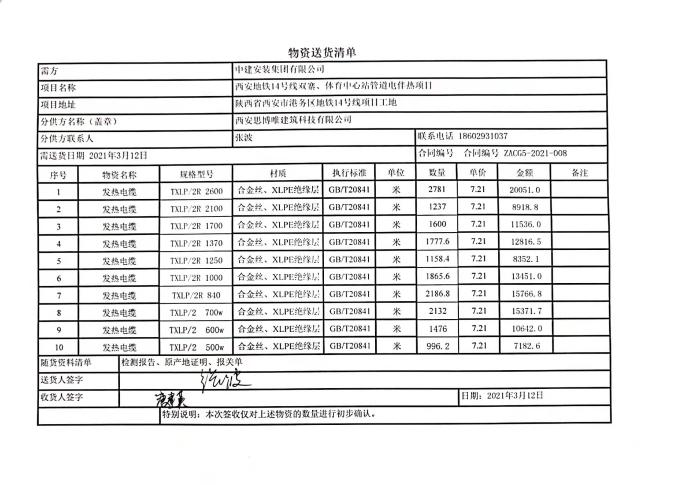 物资送货清单
需方 中建安装集团有限公司
项目名称 西安地铁14号线双寨、体育中心站管道电伴热项目
项目地址 陕西省西安市港务区地铁14号线项目工地
分供方名称（盖章） 西安思博唯建筑科技有限公司
分供方联系人 张波 联系电话 18602931037
需送货日期 2021年3月12日 合同编号 合同编号 ZACG5-2021-008
序号 物资名称 规格型号 材质 执行标准 单位 数量 单价 金额 备注
1 发热电缆 TXLP/2R 2600 合金丝、XLPE绝缘层 GB/T20841 米 2781 7.21 20051.0
2 发热电缆 TXLP/2R 2100 合金丝、XLPE绝缘层 GB/T20841 米 1237 7.21 8918.8
3 发热电缆 TXLP/2R 1700 合金丝、XLPE绝缘层 GB/T20841 米 1600 7.21 11536.0
4 发热电缆 TXLP/2R 1370 合金丝、XLPE绝缘层 GB/T20841 米 1777.6 7.21 12816.5
5 发热电缆 TXLP/2R 1250 合金丝、XLPE绝缘层 GB/T20841 米 1158.4 7.21 8352.1
6 发热电缆 TXLP/2R 1000 合金丝、XLPE绝缘层 GB/T20841 米 1865.6 7.21 13451.0
7 发热电缆 TXLP/2R 840 合金丝、XLPE绝缘层 GB/T20841 米 2186.8 7.21 15766.8
8 发热电缆 TXLP/2 700w 合金丝、XLPE绝缘层 GB/T20841 米 2132 7.21 15371.7
9 发热电缆 TXLP/2 600w 合金丝、XLPE绝缘层 GB/T20841 米 1476 7.21 10642.0
10 发热电缆 TXLP/2 500w 合金丝、XLPE绝缘层 GB/T20841 米 996.2 7.21 7182.6
随货资料清单 检测报告、原产地证明、报关单
送货人签字 张波
收货人签字 日期：2021年3月12日
特别说明：本次签收仅对上述物资的数量进行初步确认。